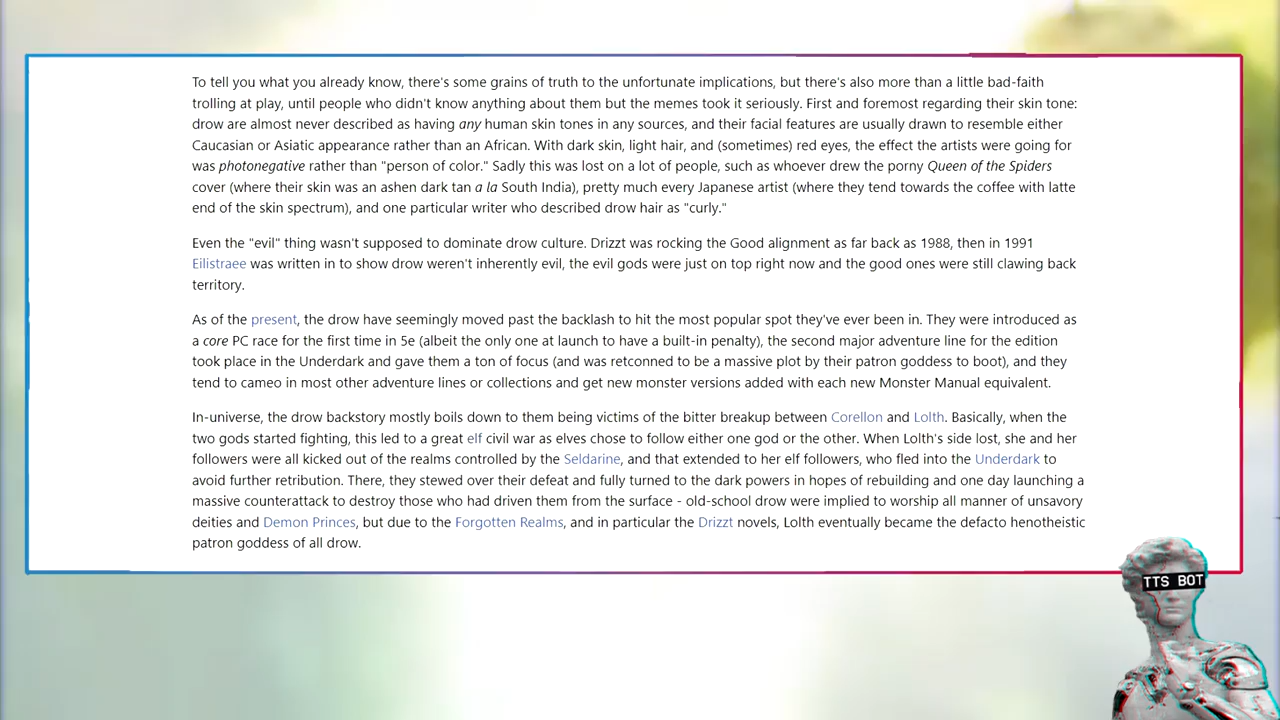 To tell you what you already know, there's some grains of truth to the unfortunate implications, but there's also more than a little bad-faith
trolling at play, until people who didn't know anything about them but the memes took it seriously. First and foremost regarding their skin tone:
drow are almost never described as having any human skin tones in any sources, and their facial features are usually drawn to resemble either
Caucasian or Asiatic appearance rather than an African. With dark skin, light hair, and (sometimes) red eyes, the effect the artists were going for
was photonegative rather than "person of color." Sadly this was lost on a lot of people, such as whoever drew the porny Queen of the Spiders
cover (where their skin was an ashen dark tan a la South India), pretty much every Japanese artist (where they tend towards the coffee with latte
end of the skin spectrum), and one particular writer who described drow hair as "curly."
Even the "evil" thing wasn't supposed to dominate drow culture. Drizzt was rocking the Good alignment as far back as 1988, then in 1991
Eilistraee was written in to show drow weren't inherently evil, the evil gods were just on top right now and the good ones were still clawing back
territory.
As of the present, the drow have seemingly moved past the backlash to hit the most popular spot they've ever been in. They were introduced as
a core PC race for the first time in 5e (albeit the only one at launch to have a built-in penalty), the second major adventure line for the edition
took place in the Underdark and gave them a ton of focus (and was retconned to be a massive plot by their patron goddess to boot), and they
tend to cameo in most other adventure lines or collections and get new monster versions added with each new Monster Manual equivalent.
In-universe, the drow backstory mostly boils down to them being victims of the bitter breakup between Corellon and Lolth. Basically, when the
two gods started fighting, this led to a great elf civil war as elves chose to follow either one god or the other. When Lolth's side lost, she and her
followers were all kicked out of the realms controlled by the Seldarine, and that extended to her elf followers, who fled into the Underdark to
avoid further retribution. There, they stewed over their defeat and fully turned to the dark powers in hopes of rebuilding and one day launching a
massive counterattack to destroy those who had driven them from the surface - old-school drow were implied to worship all manner of unsavory
deities and Demon Princes, but due to the Forgotten Realms, and in particular the Drizzt novels, Lolth eventually became the defacto henotheistic
patron goddess of all drow.
TTS BOT